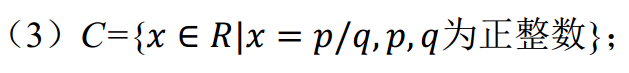 （3）C={x ∈ R|x = p/q,p,q为正整数}；